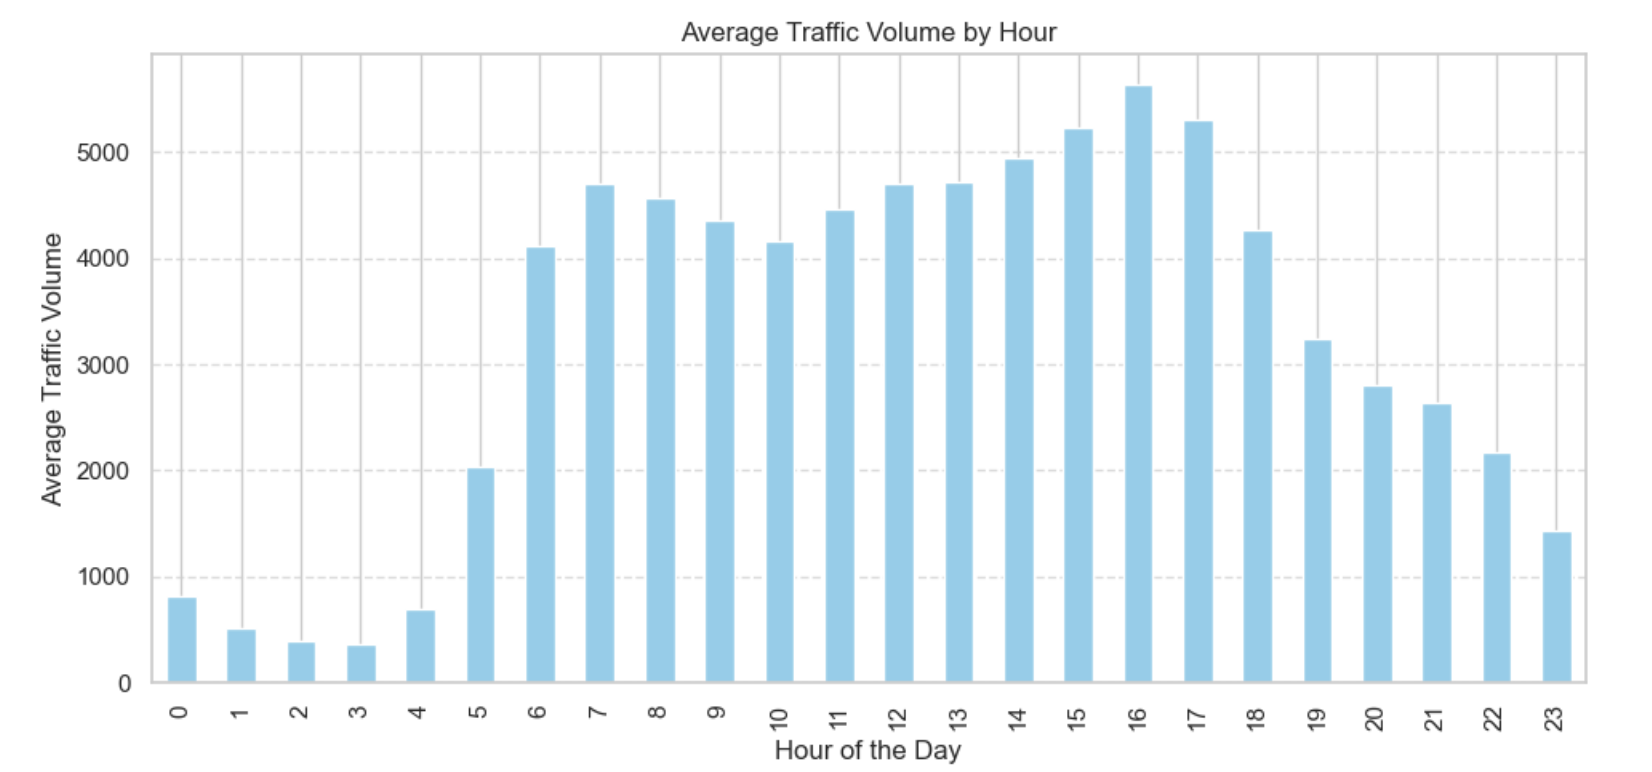 Average Traffic Volume by Hour
Average Traffic Volume
5000
4000
3000
2000
1000
0
0 1 2 3 4 5 6 7 8 9 10 11 12 13 14 15 16 17 18 19 20 21 22 23
Hour of the Day